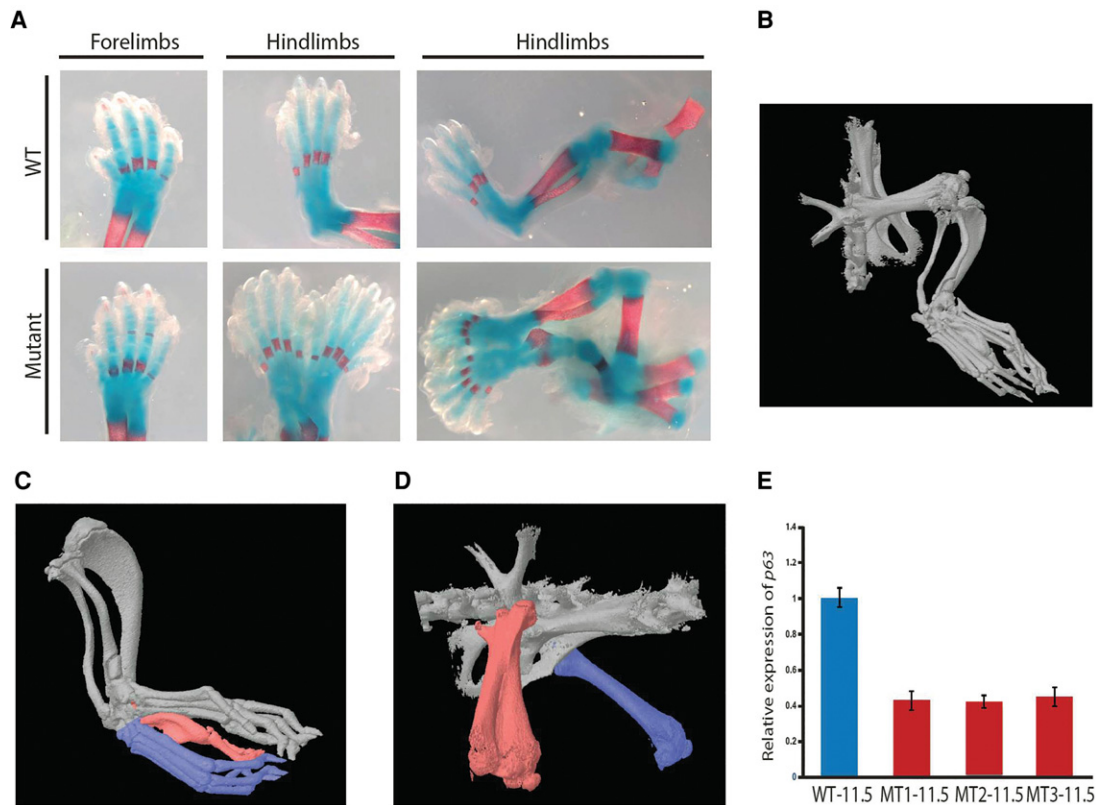 A
Forelimbs
Hindlimbs
Hindlimbs
WT
Mutant
B
C
D
E
Relative expression of p63
1.4
1.2
1
0.8
0.6
0.4
0.2
0
WT-11.5
MT1-11.5
MT2-11.5
MT3-11.5